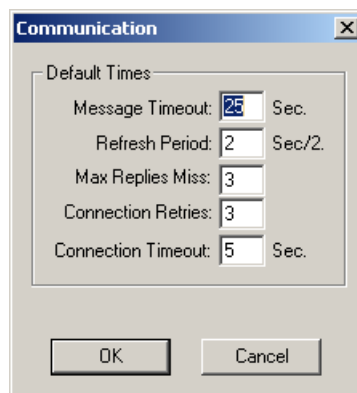 Communication
Default Times
Message Timeout: 25 Sec.
Refresh Period: 2 Sec/2.
Max Replies Miss: 3
Connection Retries: 3
Connection Timeout: 5 Sec.
OK Cancel